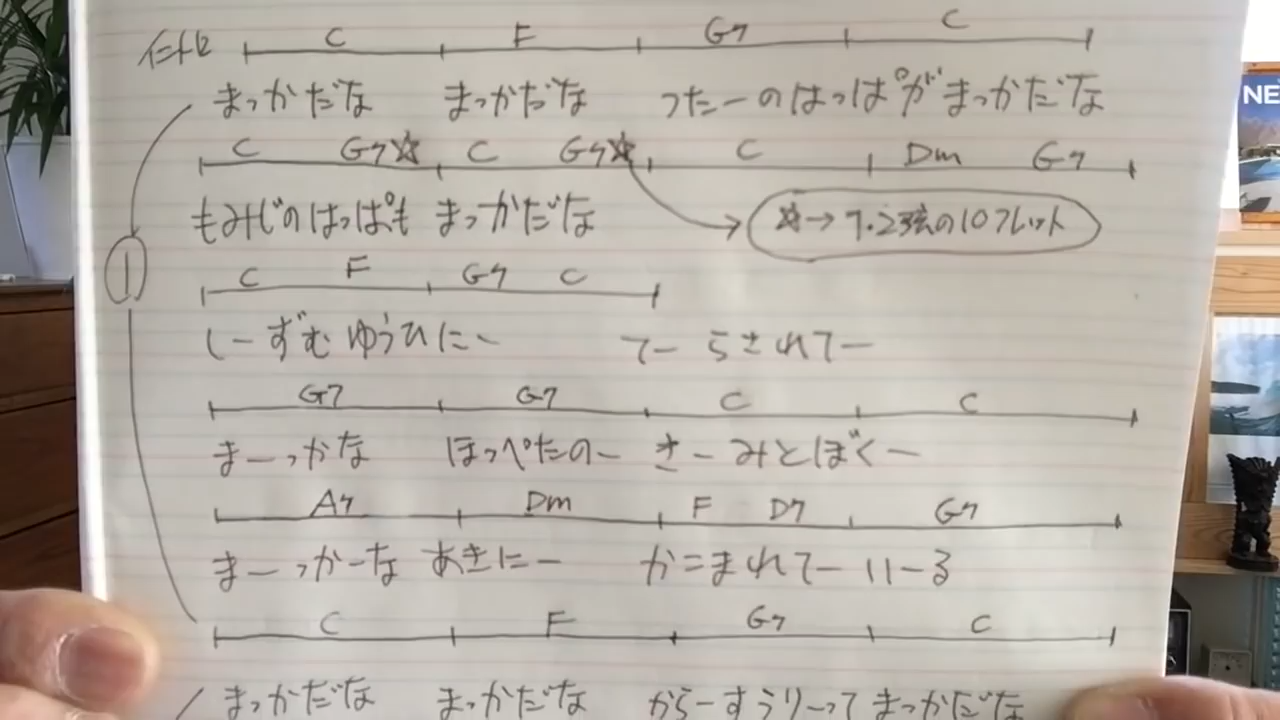 イントロ C F G7 C
まっかだな まっかだな つたーのはっぱがまっかだな
C G7☆ C G7☆ C Dm G7
もみじのはっぱも まっかだな ☆→1.2弦の10フレット
① C F G7 C
しーずむ ゆうひにー てーらされてー
G7 G7 C C
まーっかな ほっぺたのー きーみとぼくー
A7 Dm F D7 G7
まーっかーな あきにー かこまれてーいーる
C F G7 C
まっかだな まっかだな からーすうりーって まっかだな
NE